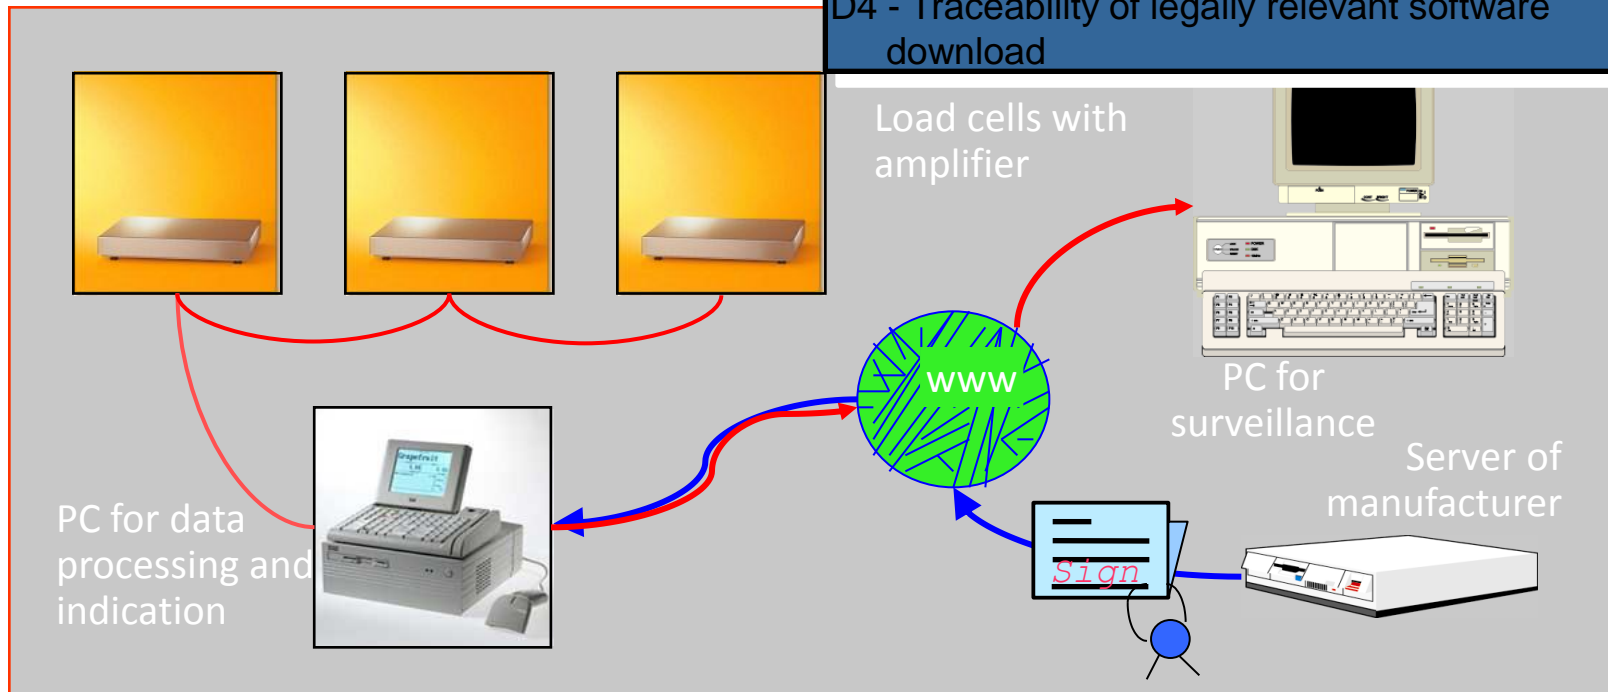 D4 - Traceability of legally relevant software
download
Load cells with
amplifier
www
PC for
surveillance
Server of
manufacturer
PC for data
processing and
indication
Sign
Grapefruit